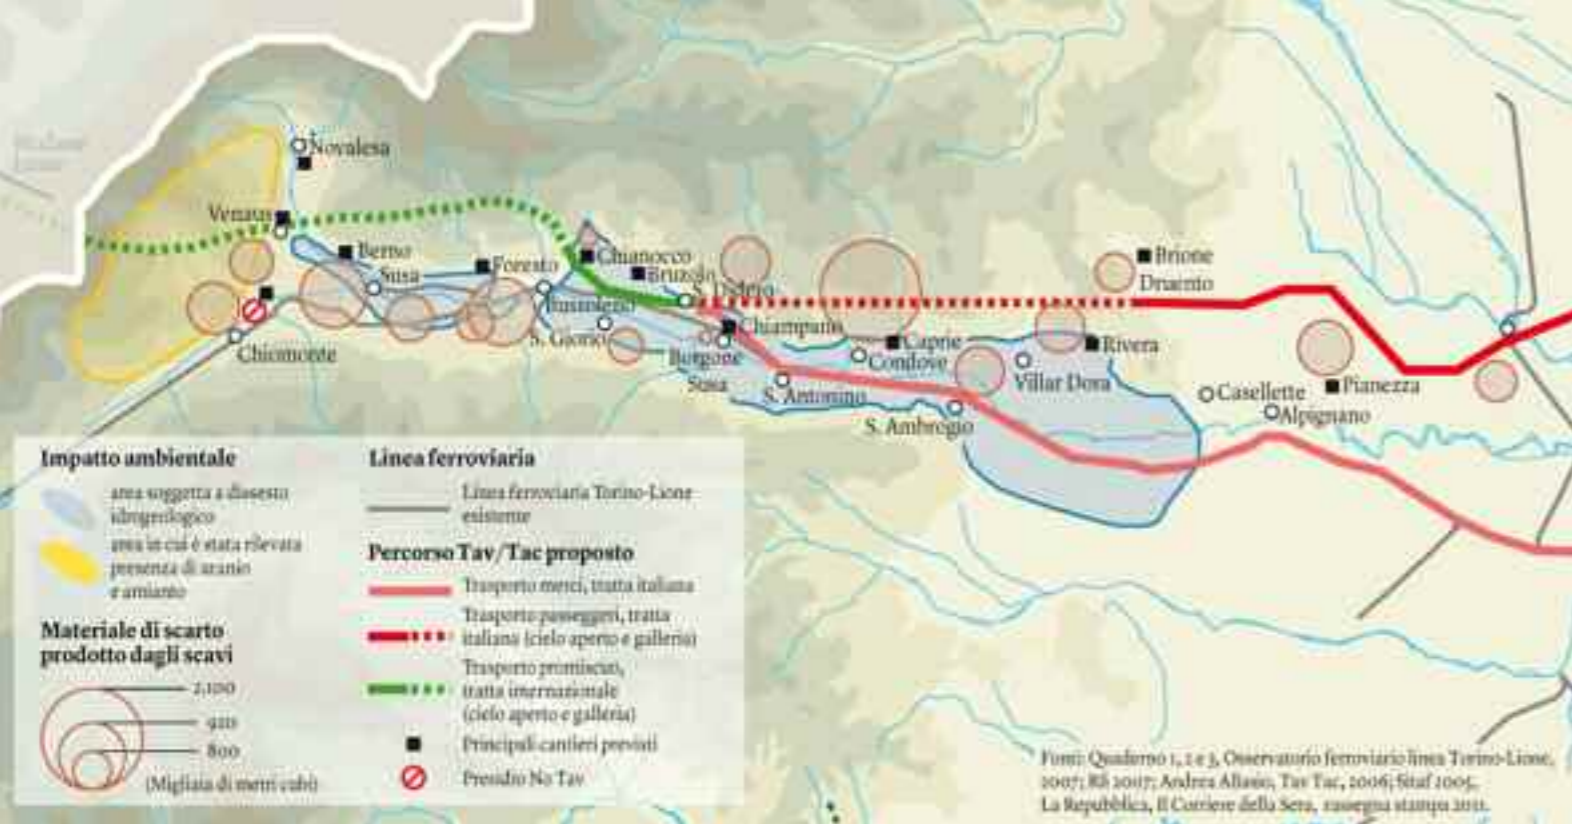 Novalesa
Venaus
Berno
Susa
Foresto
Chianocco
Bruzolo
S. Didero
Bussoleno
S. Giorio
Chiomonte
Chiampano
Borgone
Susa
S. Antonino
Caprie
Condove
S. Ambrogio
Villar Dora
Rivera
Brione
Druento
Casellette
Alpignano
Pianezza
Impatto ambientale
area soggetta a dissesto
idrogeologico
area in cui è stata rilevata
presenza di uranio
e amianto
Materiale di scarto
prodotto dagli scavi
2.100
920
800
(Migliaia di metri cubi)
Linea ferroviaria
Linea ferroviaria Torino-Lione
esistente
Percorso Tav/Tac proposto
Trasporto merci, tratta italiana
Trasporto passeggeri, tratta
italiana (cielo aperto e galleria)
Trasporto promiscuo,
tratta internazionale
(cielo aperto e galleria)
Principali cantieri previsti
Presidio No Tav
Fonti: Quaderno 1, 2 e 3, Osservatorio ferroviario linea Torino-Lione,
2007; Rfi 2007; Andrea Allasio, Tav Tac, 2006; Sitaf 2005,
La Repubblica, Il Corriere della Sera, rassegna stampa 2011.